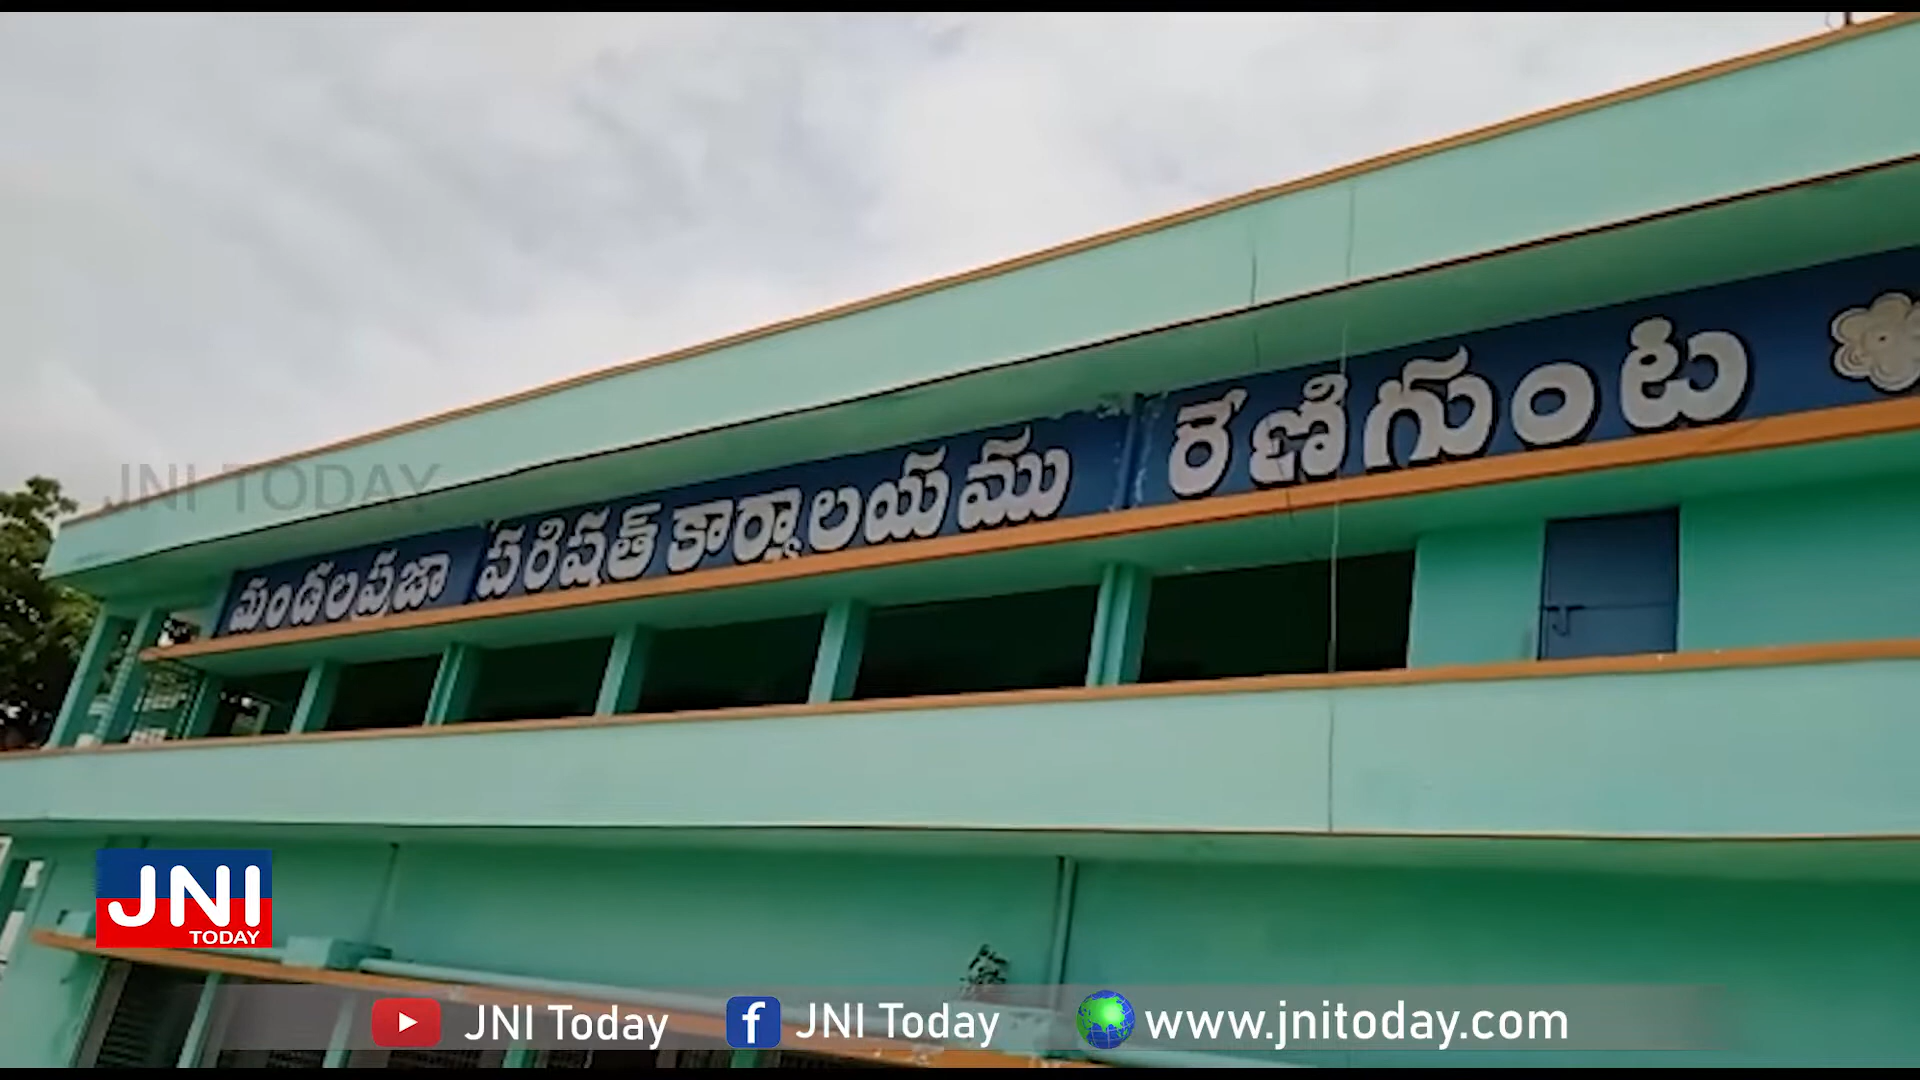 మండలప్రజా పరిషత్ కార్యాలయము రేణిగుంట
JNI TODAY
JNI
TODAY
JNI Today JNI Today www.jnitoday.com